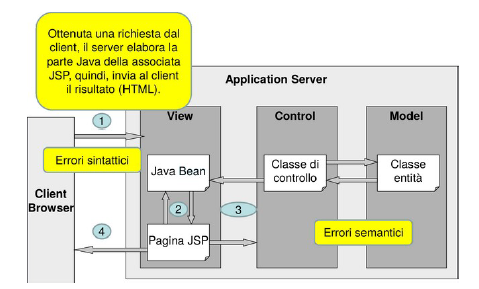 Ottenuta una richiesta dal
client, il server elabora la
parte Java della associata
JSP, quindi, invia al client
il risultato (HTML).
Application Server
View
Control
Model
1
Errori sintattici
Client
Browser
Java Bean
Classe di
controllo
Classe
entità
2
3
4
Pagina JSP
Errori semantici